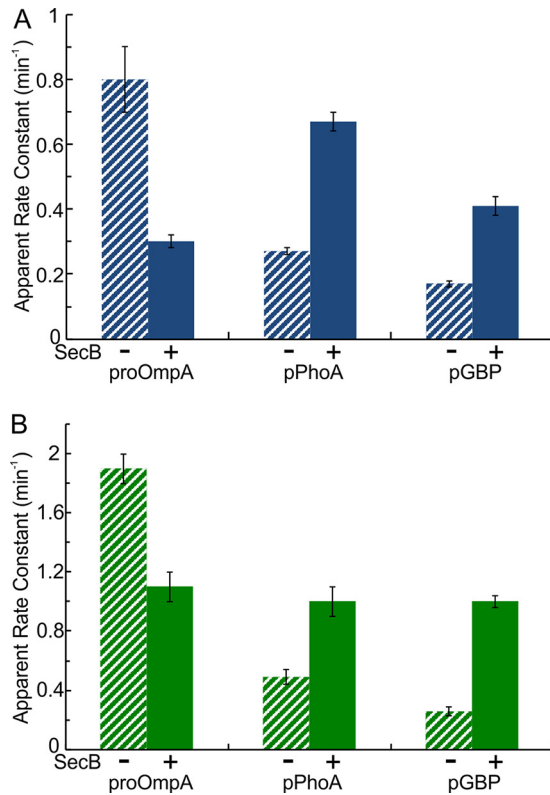 A
Apparent Rate Constant (min⁻¹)
1
0.8
0.6
0.4
0.2
0
SecB - + - + - +
proOmpA pPhoA pGBP
B
Apparent Rate Constant (min⁻¹)
2
1.6
1.2
0.8
0.4
0
SecB - + - + - +
proOmpA pPhoA pGBP